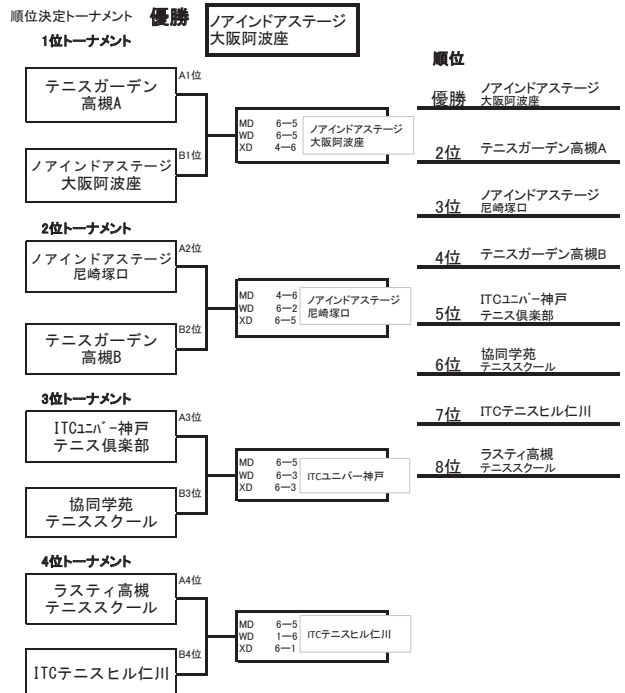 順位決定トーナメント 優勝 ノアインドアステージ
大阪阿波座
1位トーナメント
テニスガーデン
高槻A
A1位
ノアインドアステージ
大阪阿波座
B1位
MD 6―5
WD 6―5
XD 4―6
ノアインドアステージ
大阪阿波座
2位トーナメント
ノアインドアステージ
尼崎塚口
A2位
テニスガーデン
高槻B
B2位
MD 4―6
WD 6―2
XD 6―5
ノアインドアステージ
尼崎塚口
3位トーナメント
ITCユニバー神戸
テニス倶楽部
A3位
協同学苑
テニススクール
B3位
MD 6―5
WD 6―3
XD 6―3
ITCユニバー神戸
4位トーナメント
ラスティ高槻
テニススクール
A4位
ITCテニスヒル仁川
B4位
MD 6―5
WD 1―6
XD 6―1
ITCテニスヒル仁川
順位
優勝 ノアインドアステージ
大阪阿波座
2位 テニスガーデン高槻A
3位 ノアインドアステージ
尼崎塚口
4位 テニスガーデン高槻B
5位 ITCユニバー神戸
テニス倶楽部
6位 協同学苑
テニススクール
7位 ITCテニスヒル仁川
8位 ラスティ高槻
テニススクール